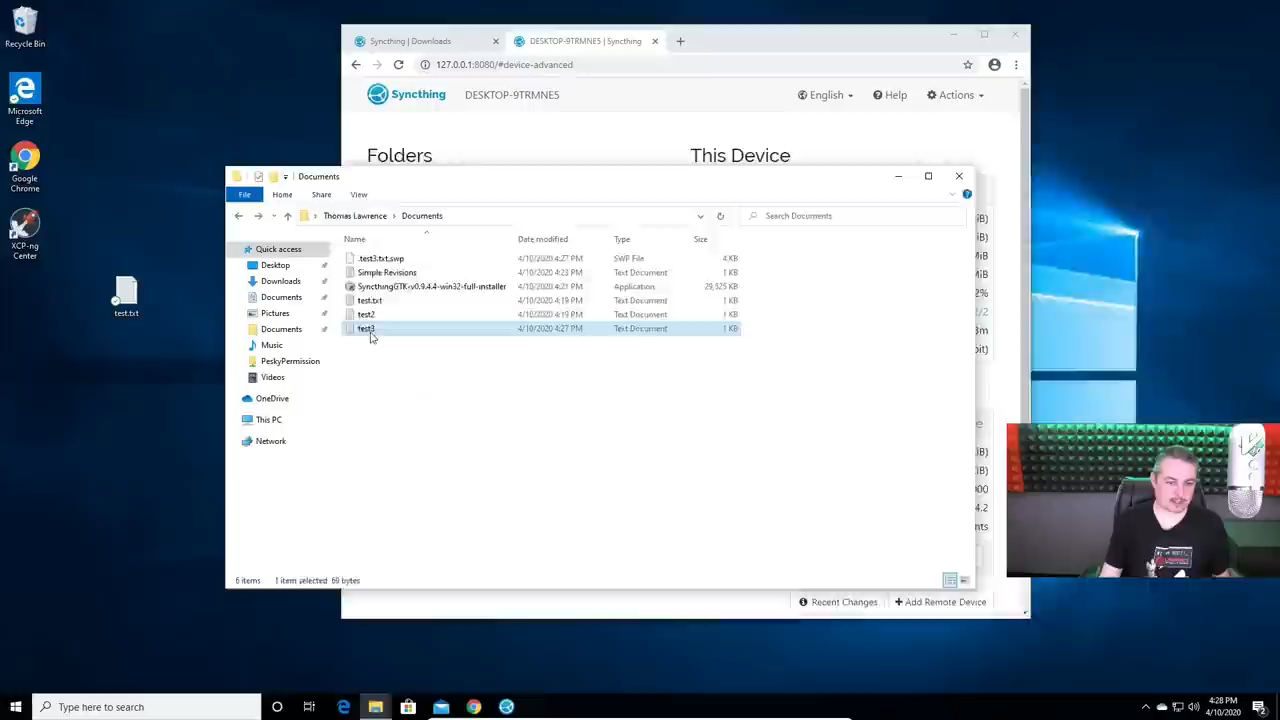 Recycle Bin
Microsoft Edge
Google Chrome
XCP-ng Center
test.txt
Syncthing | Downloads
DESKTOP-9TRMNE5 | Syncthing
127.0.0.1:8080/#device-advanced
Syncthing
DESKTOP-9TRMNE5
English
Help
Actions
Folders
This Device
Documents
File
Home
Share
View
Thomas Lawrence
Documents
Search Documents
Name
Date modified
Type
Size
Quick access
Desktop
Downloads
Documents
Pictures
Documents
Music
PeskyPermission
Videos
OneDrive
This PC
Network
.test3.txt.swp 4/10/2020 4:27 PM SWP File 4 KB
Simple Revisions 4/10/2020 4:23 PM Text Document 1 KB
SyncthingGTK-v0.9.4.4-win32-full-installer 4/10/2020 4:21 PM Application 29,525 KB
test.txt 4/10/2020 4:19 PM Text Document 1 KB
test2 4/10/2020 4:19 PM Text Document 1 KB
test3 4/10/2020 4:27 PM Text Document 1 KB
6 items
1 item selected 69 bytes
Recent Changes
Add Remote Device
Type here to search
4:28 PM
4/10/2020